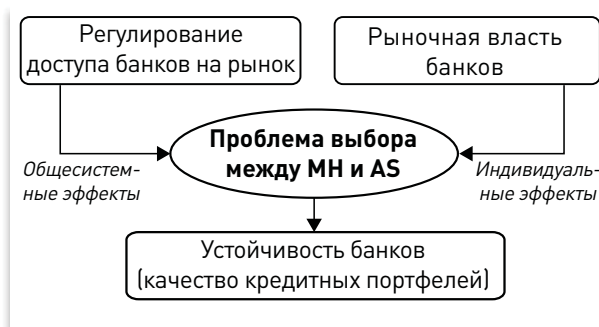 Регулирование
доступа банков на рынок
Рыночная власть
банков
Проблема выбора
между MH и AS
Общесистем-
ные эффекты
Индивидуаль-
ные эффекты
Устойчивость банков
(качество кредитных портфелей)